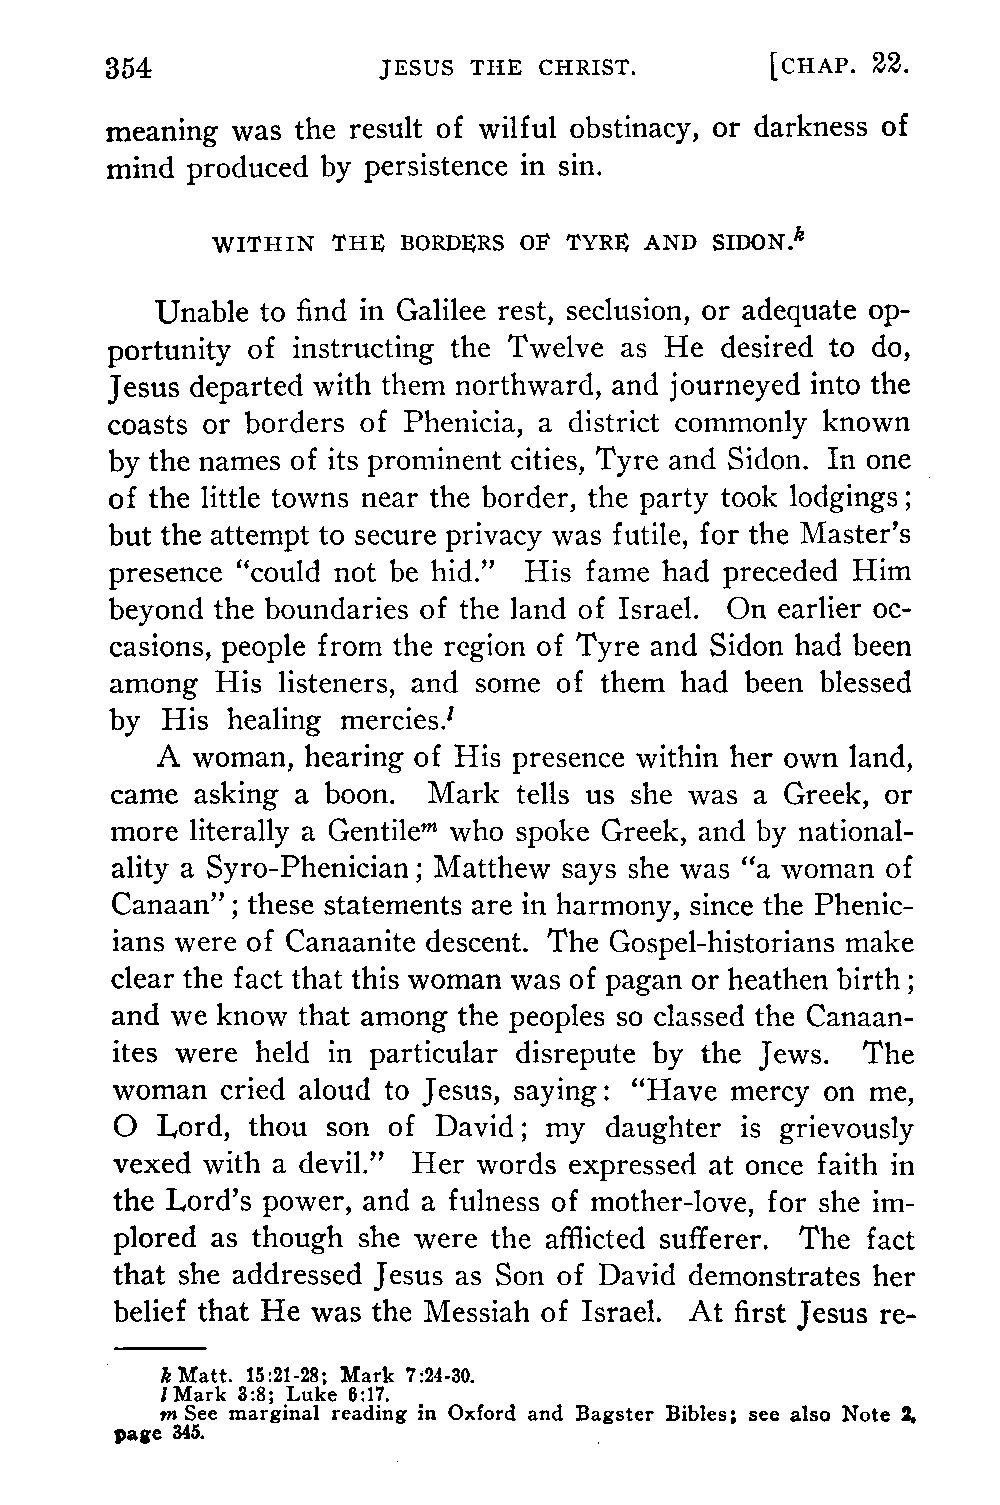 354 JESUS THE CHRIST. [CHAP. 22.
meaning was the result of wilful obstinacy, or darkness of
mind produced by persistence in sin.
WITHIN THE BORDERS OF TYRE AND SIDON.k
Unable to find in Galilee rest, seclusion, or adequate op-
portunity of instructing the Twelve as He desired to do,
Jesus departed with them northward, and journeyed into the
coasts or borders of Phenicia, a district commonly known
by the names of its prominent cities, Tyre and Sidon. In one
of the little towns near the border, the party took lodgings;
but the attempt to secure privacy was futile, for the Master's
presence "could not be hid." His fame had preceded Him
beyond the boundaries of the land of Israel. On earlier oc-
casions, people from the region of Tyre and Sidon had been
among His listeners, and some of them had been blessed
by His healing mercies.l
A woman, hearing of His presence within her own land,
came asking a boon. Mark tells us she was a Greek, or
more literally a Gentilem who spoke Greek, and by national-
ality a Syro-Phenician; Matthew says she was "a woman of
Canaan"; these statements are in harmony, since the Phenic-
ians were of Canaanite descent. The Gospel-historians make
clear the fact that this woman was of pagan or heathen birth;
and we know that among the peoples so classed the Canaan-
ites were held in particular disrepute by the Jews. The
woman cried aloud to Jesus, saying: "Have mercy on me,
O Lord, thou son of David; my daughter is grievously
vexed with a devil." Her words expressed at once faith in
the Lord's power, and a fulness of mother-love, for she im-
plored as though she were the afflicted sufferer. The fact
that she addressed Jesus as Son of David demonstrates her
belief that He was the Messiah of Israel. At first Jesus re-
k Matt. 15:21-28; Mark 7:24-30.
l Mark 3:8; Luke 6:17.
m See marginal reading in Oxford and Bagster Bibles; see also Note 2,
page 345.